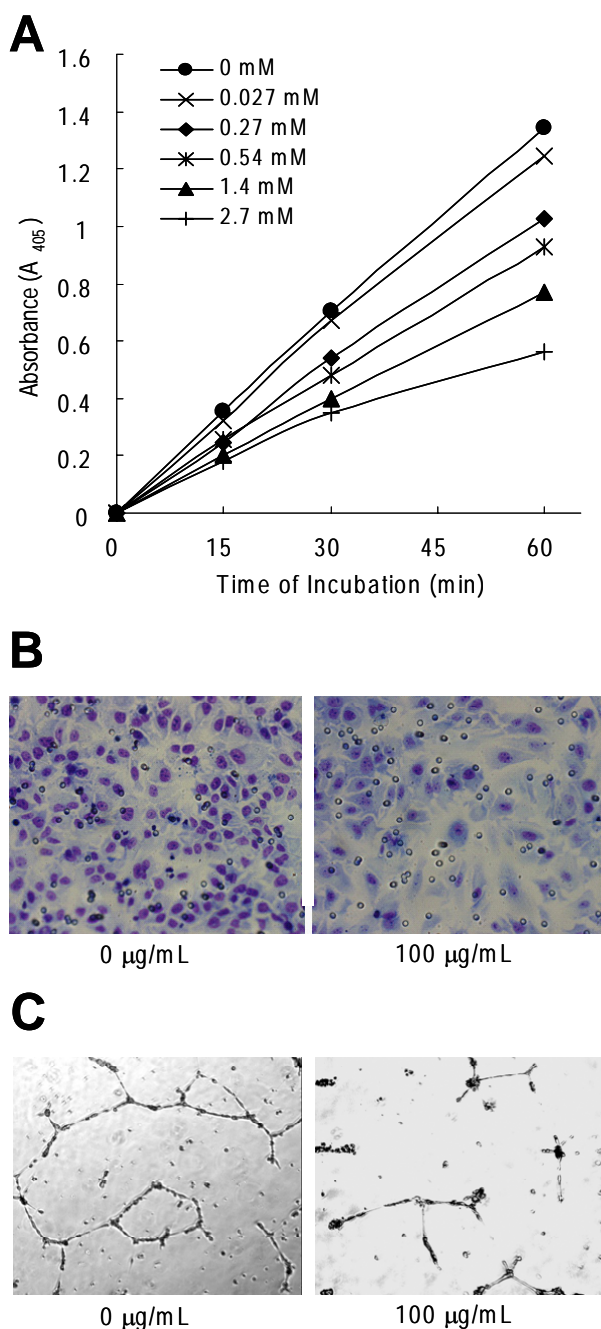 A
1.6
1.4
1.2
1
0.8
0.6
0.4
0.2
0
0 mM
0.027 mM
0.27 mM
0.54 mM
1.4 mM
2.7 mM
Absorbance (A 405)
0 15 30 45 60
Time of Incubation (min)
B
0 µg/mL 100 µg/mL
C
0 µg/mL 100 µg/mL